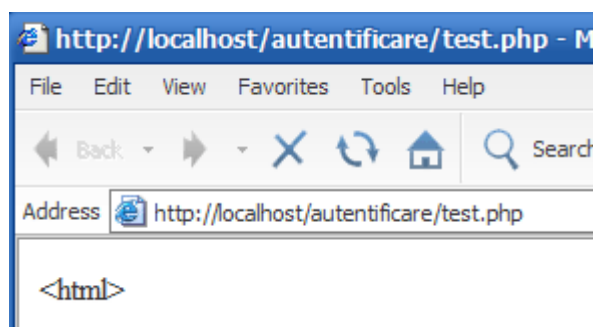 http://localhost/autentificare/test.php - M
File Edit View Favorites Tools Help
Back Search
Address http://localhost/autentificare/test.php
<html>